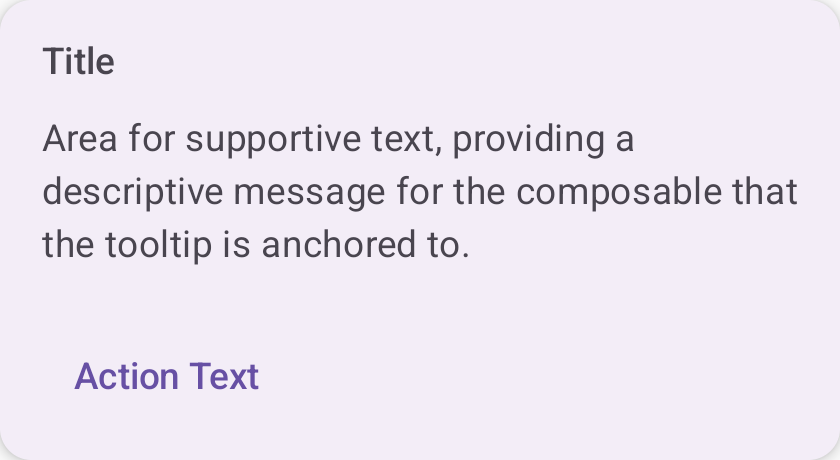 Title
Area for supportive text, providing a
descriptive message for the composable that
the tooltip is anchored to.
Action Text